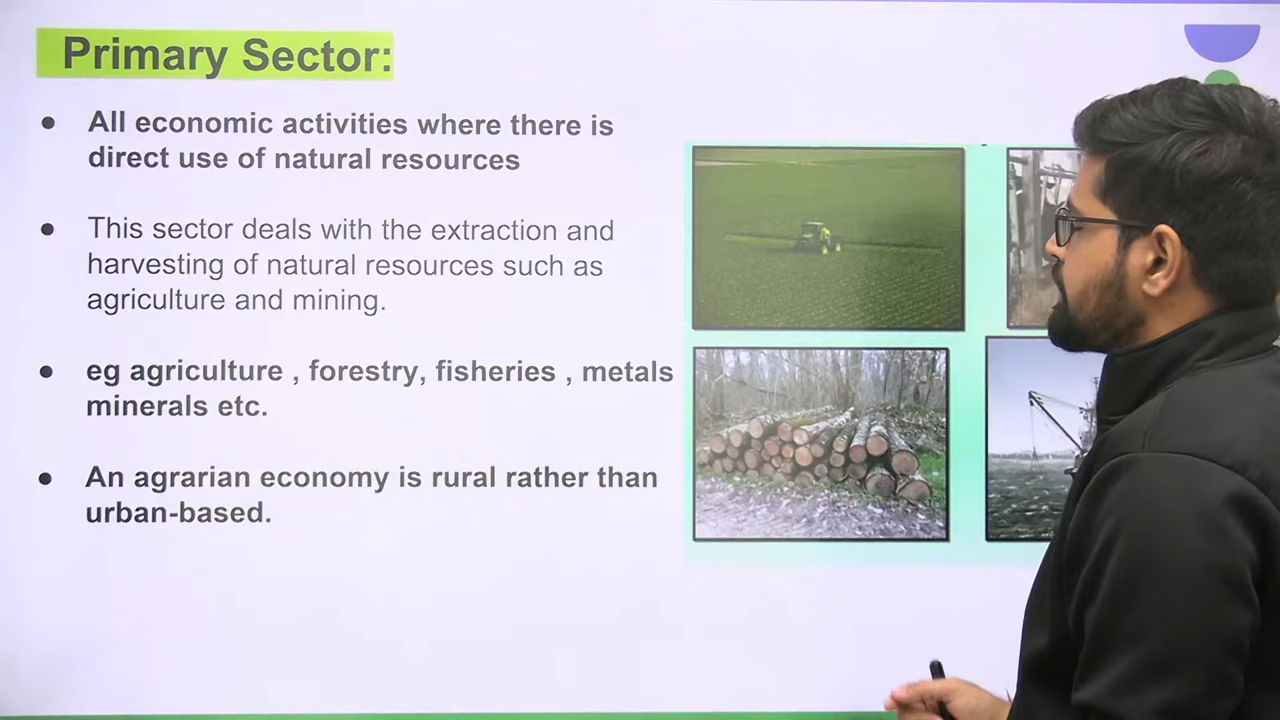 Primary Sector:
● All economic activities where there is
direct use of natural resources
● This sector deals with the extraction and
harvesting of natural resources such as
agriculture and mining.
● eg agriculture , forestry, fisheries , metals
minerals etc.
● An agrarian economy is rural rather than
urban-based.